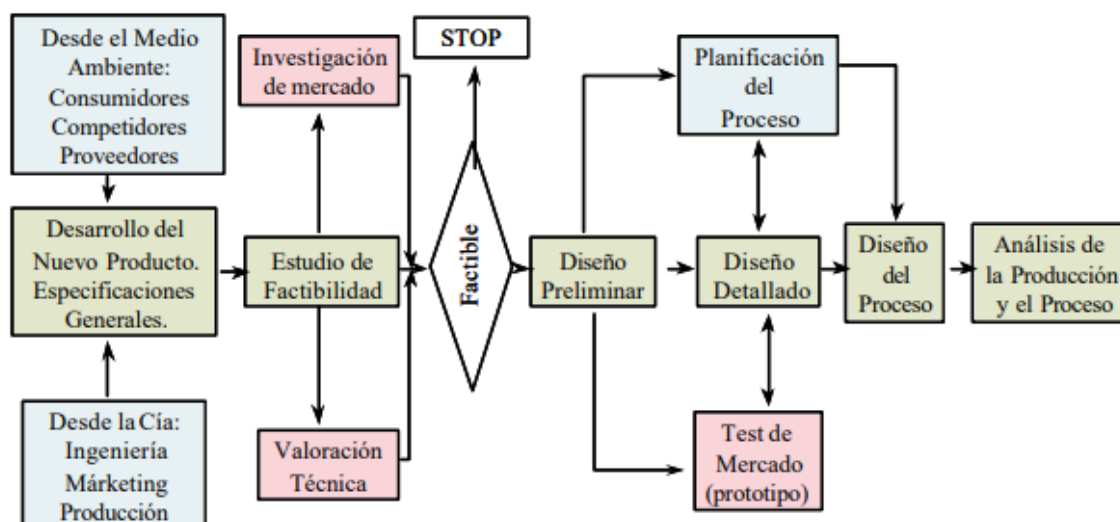 Desde el Medio
Ambiente:
Consumidores
Competidores
Proveedores
Desarrollo del
Nuevo Producto.
Especificaciones
Generales.
Desde la Cía:
Ingeniería
Márketing
Producción
Investigación
de mercado
Estudio de
Factibilidad
Valoración
Técnica
STOP
Factible
Diseño
Preliminar
Planificación
del
Proceso
Diseño
Detallado
Test de
Mercado
(prototipo)
Diseño
del
Proceso
Análisis de
la Producción
y el Proceso